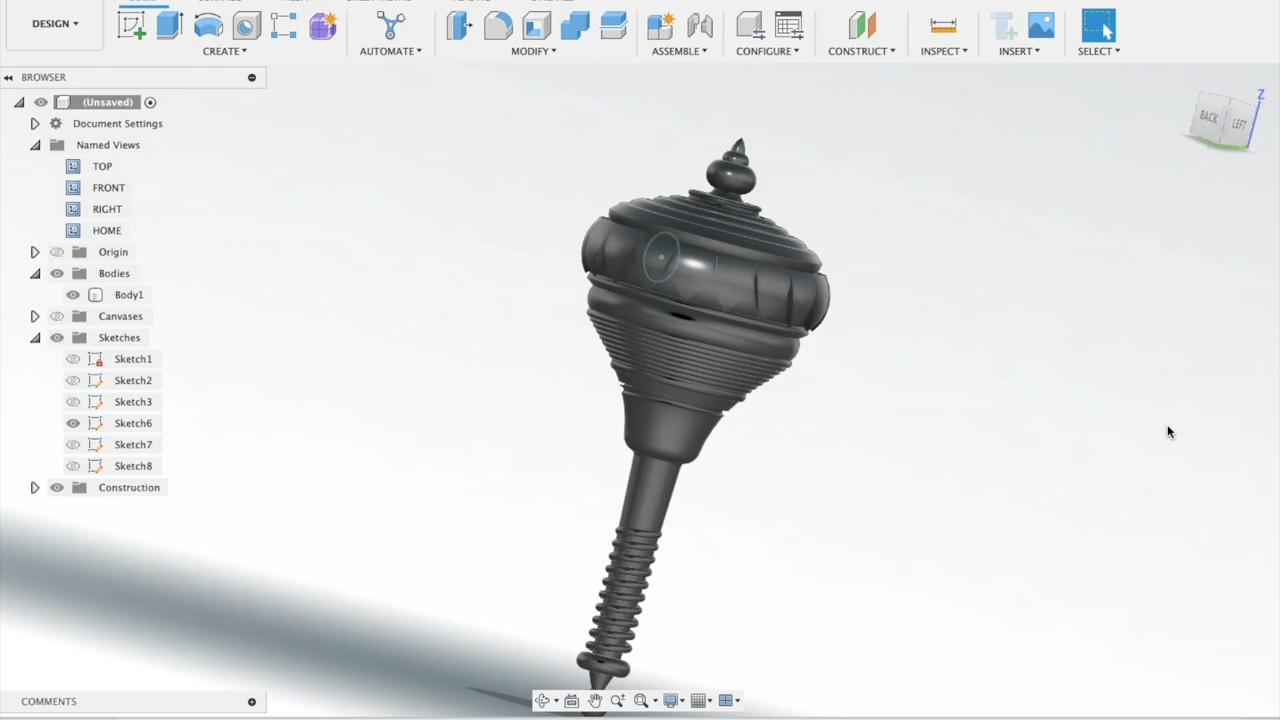 DESIGN
CREATE
AUTOMATE
MODIFY
ASSEMBLE
CONFIGURE
CONSTRUCT
INSPECT
INSERT
SELECT
BROWSER
(Unsaved)
Document Settings
Named Views
TOP
FRONT
RIGHT
HOME
Origin
Bodies
Body1
Canvases
Sketches
Sketch1
Sketch2
Sketch3
Sketch6
Sketch7
Sketch8
Construction
Z
BACK
LEFT
COMMENTS